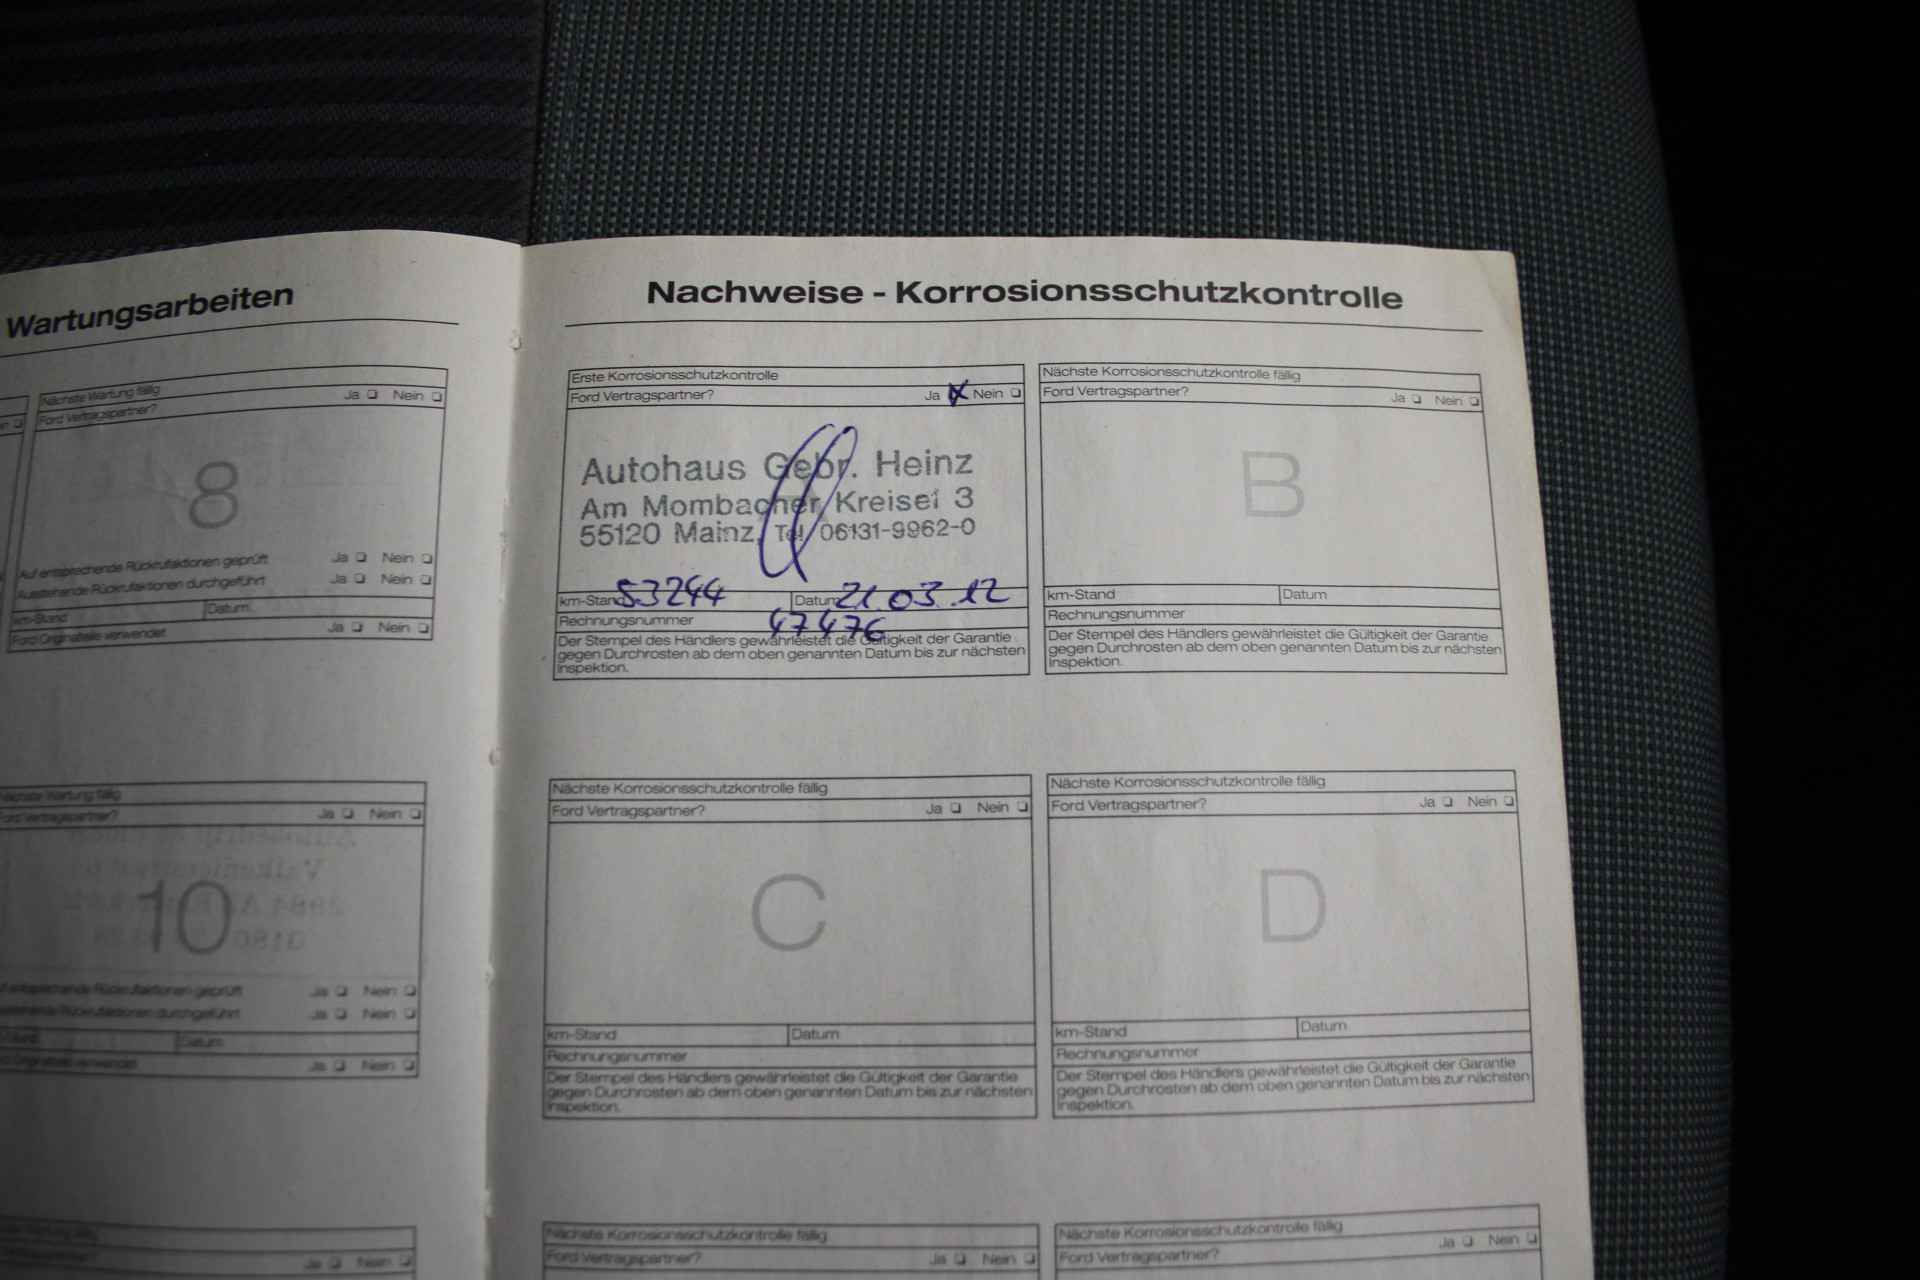 Wartungsarbeiten
Nächste Wartung fällig
Ford Vertragspartner? Ja Nein
8
Auf entsprechende Rückrufaktionen geprüft Ja Nein
Ausstehende Rückrufaktionen durchgeführt Ja Nein
km-Stand Datum
Ford Originalteile verwendet Ja Nein
Nächste Wartung fällig
Ford Vertragspartner? Ja Nein
10
Auf entsprechende Rückrufaktionen geprüft Ja Nein
Ausstehende Rückrufaktionen durchgeführt Ja Nein
Datum
Ford Originalteile verwendet Ja Nein
Ja Nein
Nachweise - Korrosionsschutzkontrolle
Erste Korrosionsschutzkontrolle
Ford Vertragspartner? Ja Nein
Autohaus Gebr. Heinz
Am Mombacher Kreisel 3
55120 Mainz, Tel. 06131-9962-0
km-Stand 53244 Datum 21.03.12
Rechnungsnummer 47476
Der Stempel des Händlers gewährleistet die Gültigkeit der Garantie
gegen Durchrosten ab dem oben genannten Datum bis zur nächsten
Inspektion.
Nächste Korrosionsschutzkontrolle fällig
Ford Vertragspartner? Ja Nein
B
km-Stand Datum
Rechnungsnummer
Der Stempel des Händlers gewährleistet die Gültigkeit der Garantie
gegen Durchrosten ab dem oben genannten Datum bis zur nächsten
Inspektion.
Nächste Korrosionsschutzkontrolle fällig
Ford Vertragspartner? Ja Nein
C
km-Stand Datum
Rechnungsnummer
Der Stempel des Händlers gewährleistet die Gültigkeit der Garantie
gegen Durchrosten ab dem oben genannten Datum bis zur nächsten
Inspektion.
Nächste Korrosionsschutzkontrolle fällig
Ford Vertragspartner? Ja Nein
D
km-Stand Datum
Rechnungsnummer
Der Stempel des Händlers gewährleistet die Gültigkeit der Garantie
gegen Durchrosten ab dem oben genannten Datum bis zur nächsten
Inspektion.
Nächste Korrosionsschutzkontrolle fällig
Ford Vertragspartner? Ja Nein
Nächste Korrosionsschutzkontrolle fällig
Ford Vertragspartner? Ja Nein